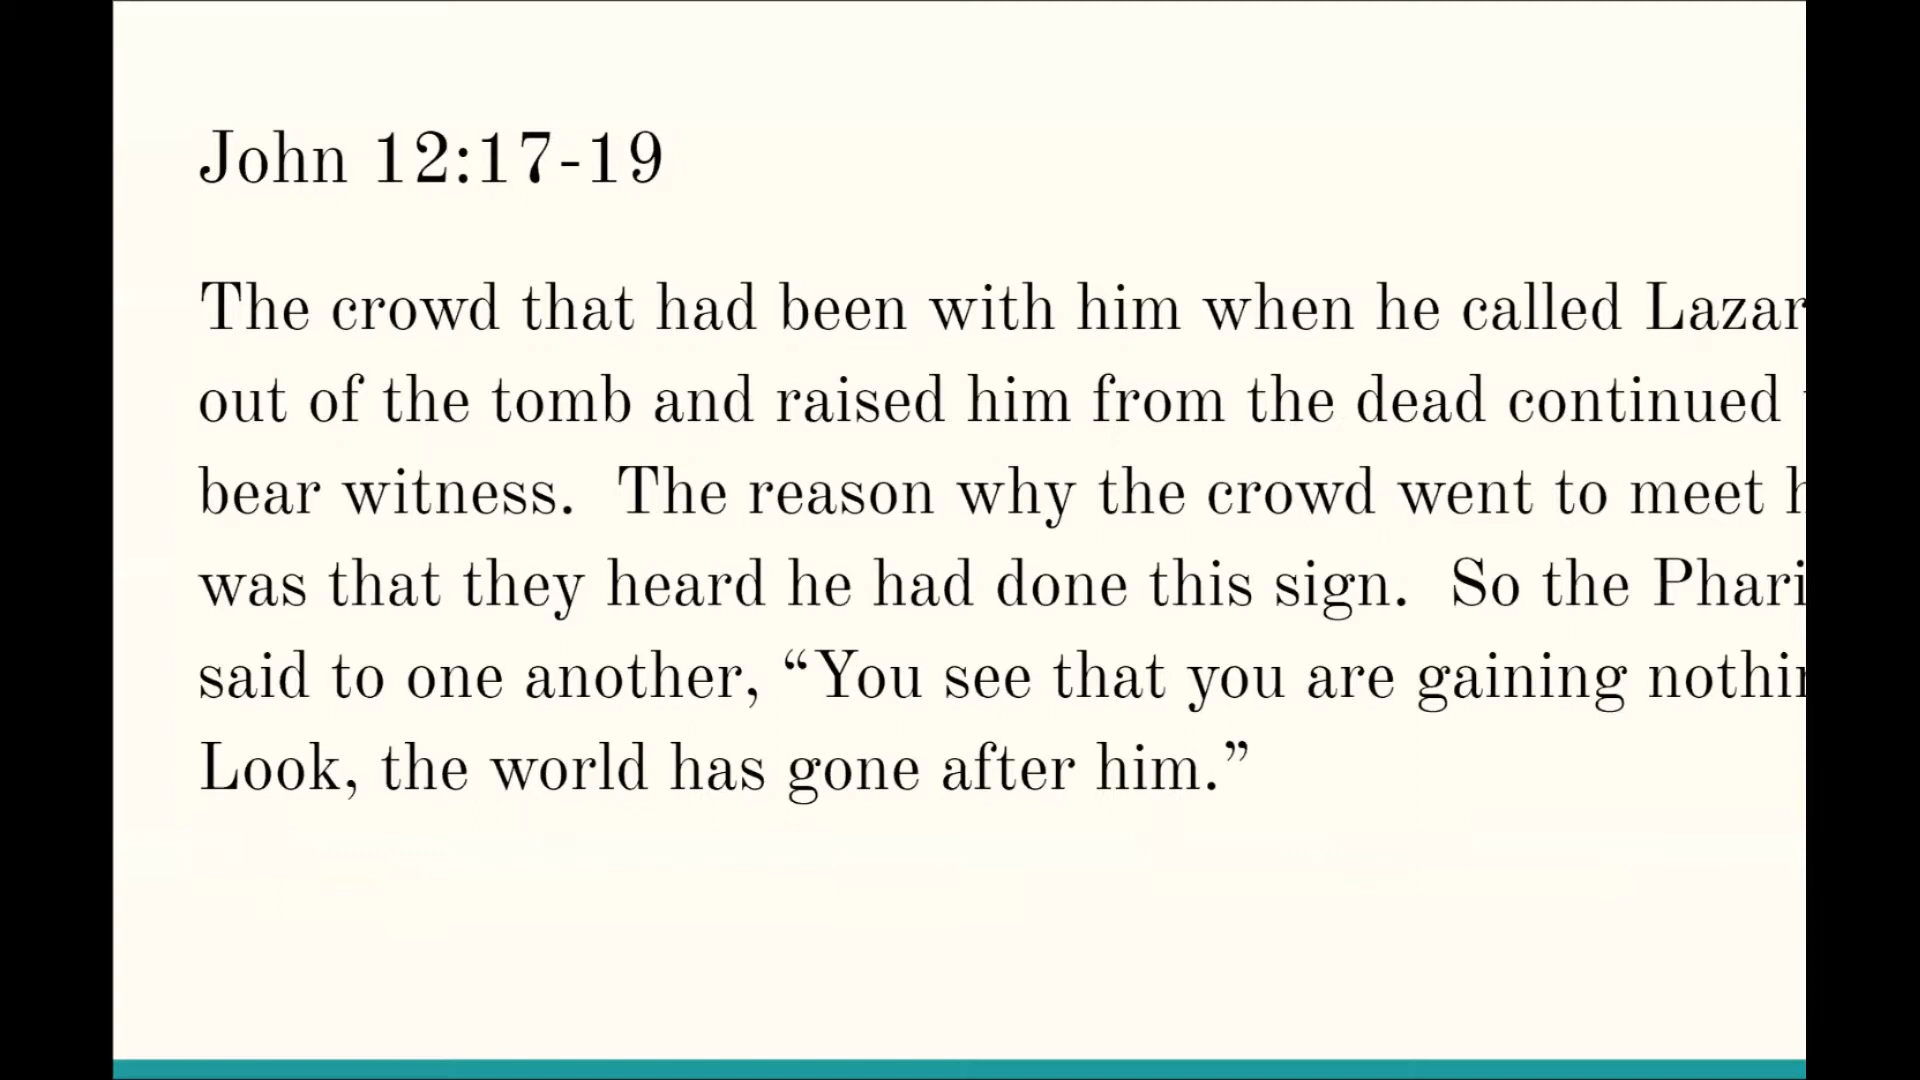 John 12:17-19
The crowd that had been with him when he called Lazar
out of the tomb and raised him from the dead continued
bear witness.  The reason why the crowd went to meet h
was that they heard he had done this sign.  So the Phari
said to one another, “You see that you are gaining nothin
Look, the world has gone after him.”